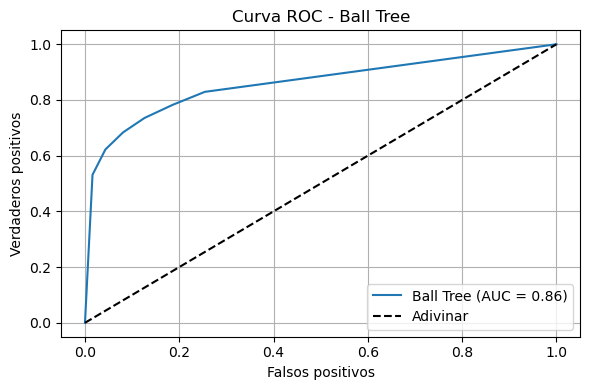 Curva ROC - Ball Tree
Verdaderos positivos
1.0
0.8
0.6
0.4
0.2
0.0
0.0 0.2 0.4 0.6 0.8 1.0
Falsos positivos
Ball Tree (AUC = 0.86)
Adivinar